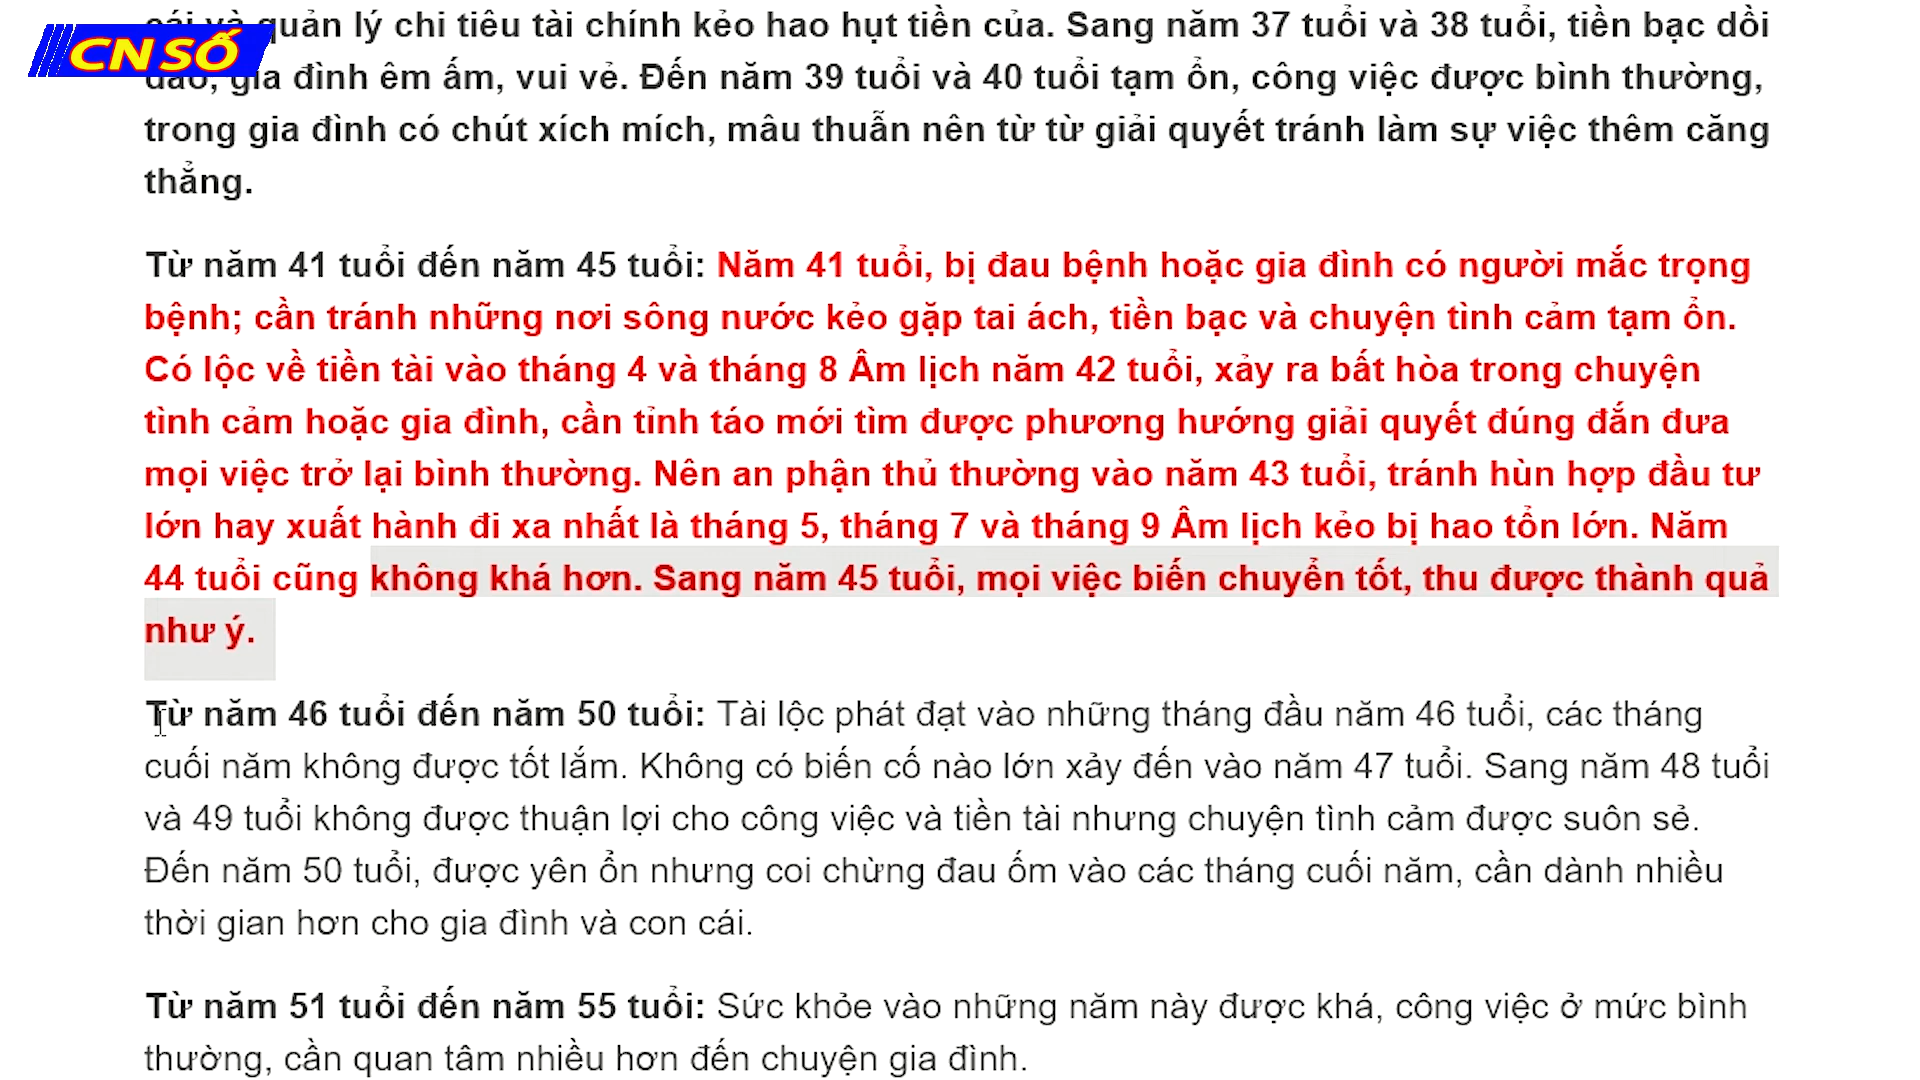 CN SỐ
cái và quản lý chi tiêu tài chính kẻo hao hụt tiền của. Sang năm 37 tuổi và 38 tuổi, tiền bạc dồi
dào, gia đình êm ấm, vui vẻ. Đến năm 39 tuổi và 40 tuổi tạm ổn, công việc được bình thường,
trong gia đình có chút xích mích, mâu thuẫn nên từ từ giải quyết tránh làm sự việc thêm căng
thẳng.
Từ năm 41 tuổi đến năm 45 tuổi: Năm 41 tuổi, bị đau bệnh hoặc gia đình có người mắc trọng
bệnh; cần tránh những nơi sông nước kẻo gặp tai ách, tiền bạc và chuyện tình cảm tạm ổn.
Có lộc về tiền tài vào tháng 4 và tháng 8 Âm lịch năm 42 tuổi, xảy ra bất hòa trong chuyện
tình cảm hoặc gia đình, cần tỉnh táo mới tìm được phương hướng giải quyết đúng đắn đưa
mọi việc trở lại bình thường. Nên an phận thủ thường vào năm 43 tuổi, tránh hùn hợp đầu tư
lớn hay xuất hành đi xa nhất là tháng 5, tháng 7 và tháng 9 Âm lịch kẻo bị hao tổn lớn. Năm
44 tuổi cũng không khá hơn. Sang năm 45 tuổi, mọi việc biến chuyển tốt, thu được thành quả
như ý.
Từ năm 46 tuổi đến năm 50 tuổi: Tài lộc phát đạt vào những tháng đầu năm 46 tuổi, các tháng
cuối năm không được tốt lắm. Không có biến cố nào lớn xảy đến vào năm 47 tuổi. Sang năm 48 tuổi
và 49 tuổi không được thuận lợi cho công việc và tiền tài nhưng chuyện tình cảm được suôn sẻ.
Đến năm 50 tuổi, được yên ổn nhưng coi chừng đau ốm vào các tháng cuối năm, cần dành nhiều
thời gian hơn cho gia đình và con cái.
Từ năm 51 tuổi đến năm 55 tuổi: Sức khỏe vào những năm này được khá, công việc ở mức bình
thường, cần quan tâm nhiều hơn đến chuyện gia đình.